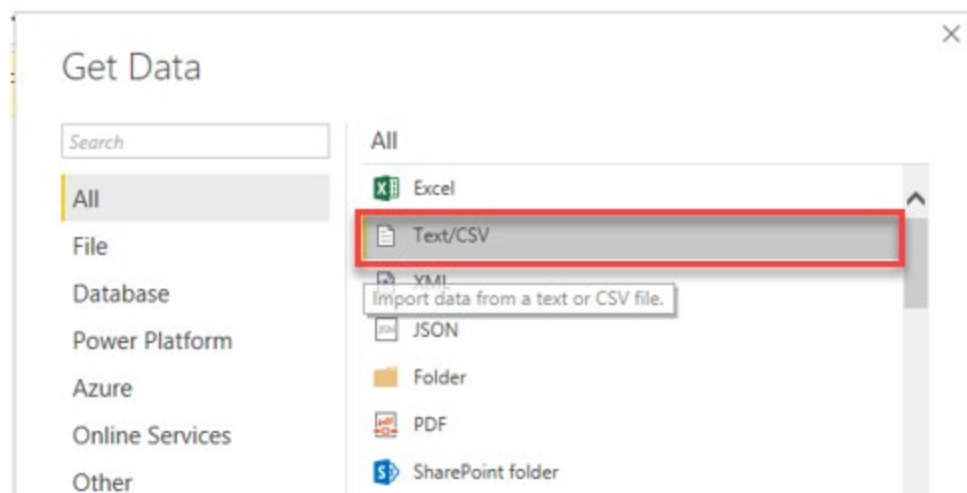 Get Data
Search
All
File
Database
Power Platform
Azure
Online Services
Other
All
Excel
Text/CSV
XML
Import data from a text or CSV file.
JSON
Folder
PDF
SharePoint folder